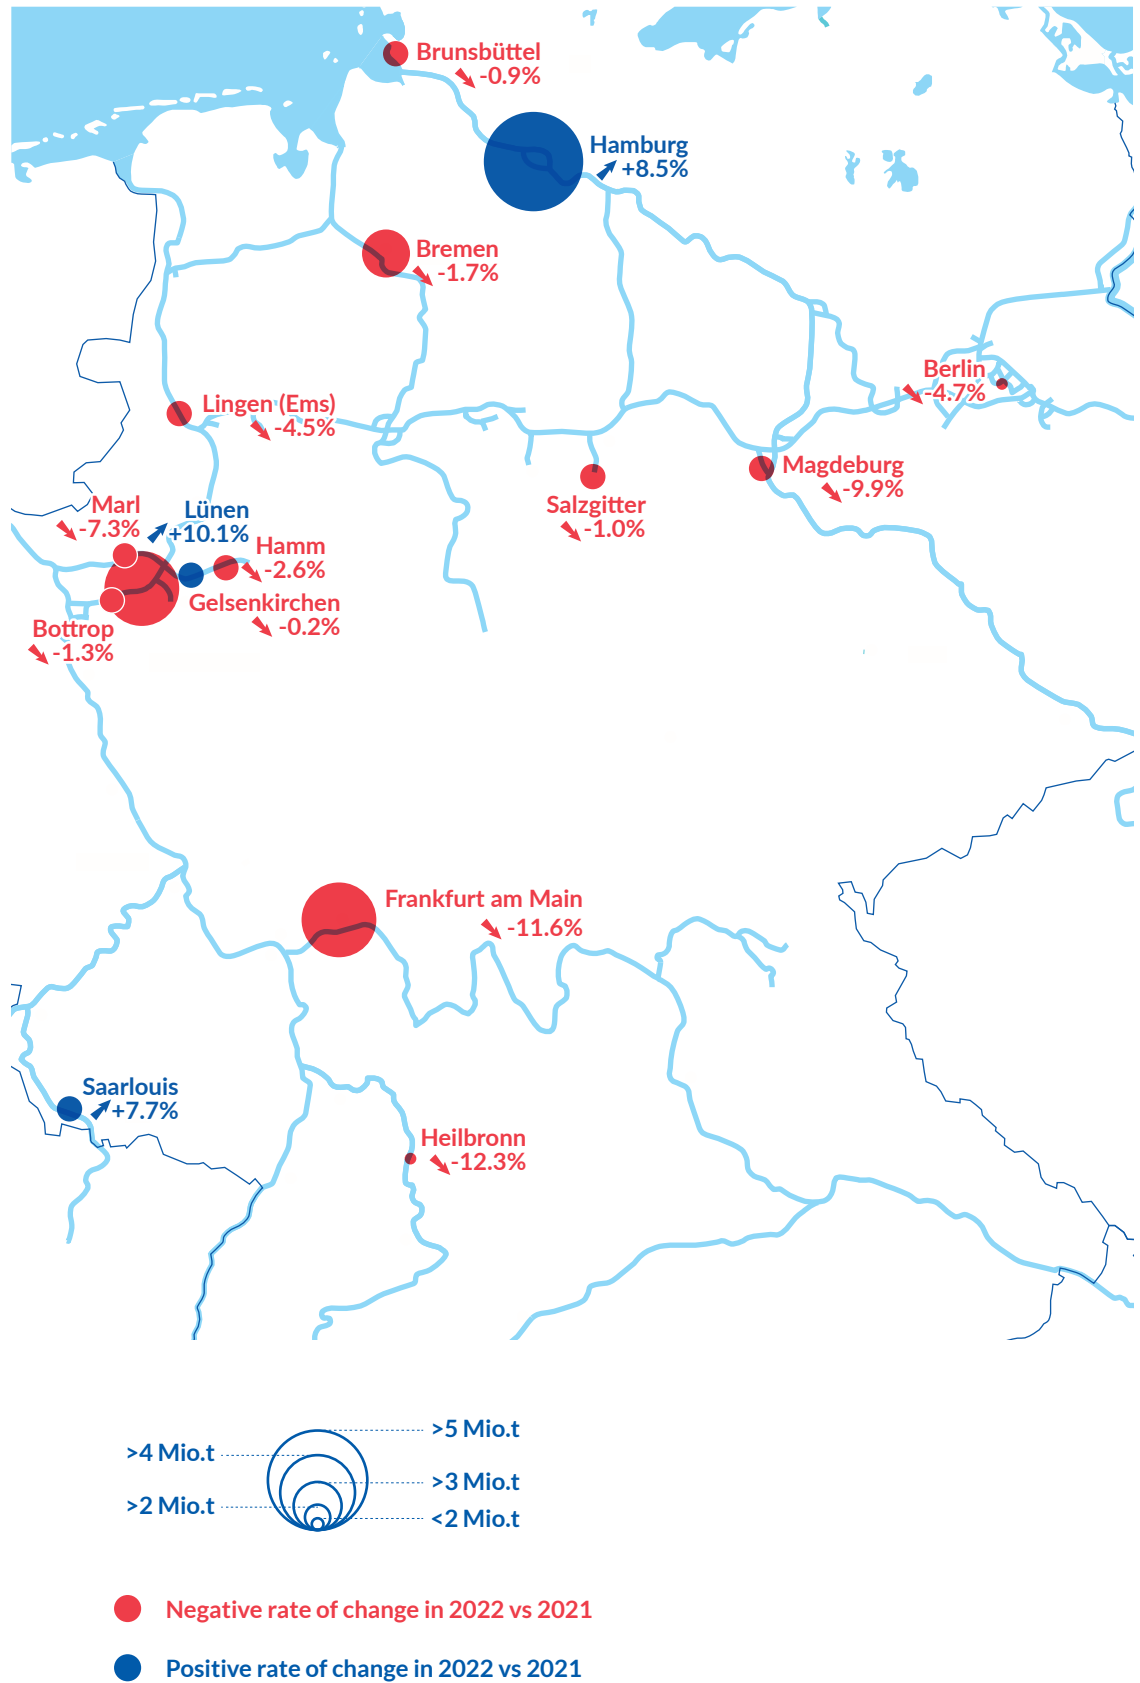 Brunsbüttel
-0.9%
Hamburg
+8.5%
Bremen
-1.7%
Berlin
-4.7%
Lingen (Ems)
-4.5%
Magdeburg
-9.9%
Salzgitter
-1.0%
Marl
-7.3%
Lünen
+10.1%
Hamm
-2.6%
Gelsenkirchen
-0.2%
Bottrop
-1.3%
Frankfurt am Main
-11.6%
Saarlouis
+7.7%
Heilbronn
-12.3%
>5 Mio.t
>4 Mio.t
>3 Mio.t
>2 Mio.t
<2 Mio.t
Negative rate of change in 2022 vs 2021
Positive rate of change in 2022 vs 2021